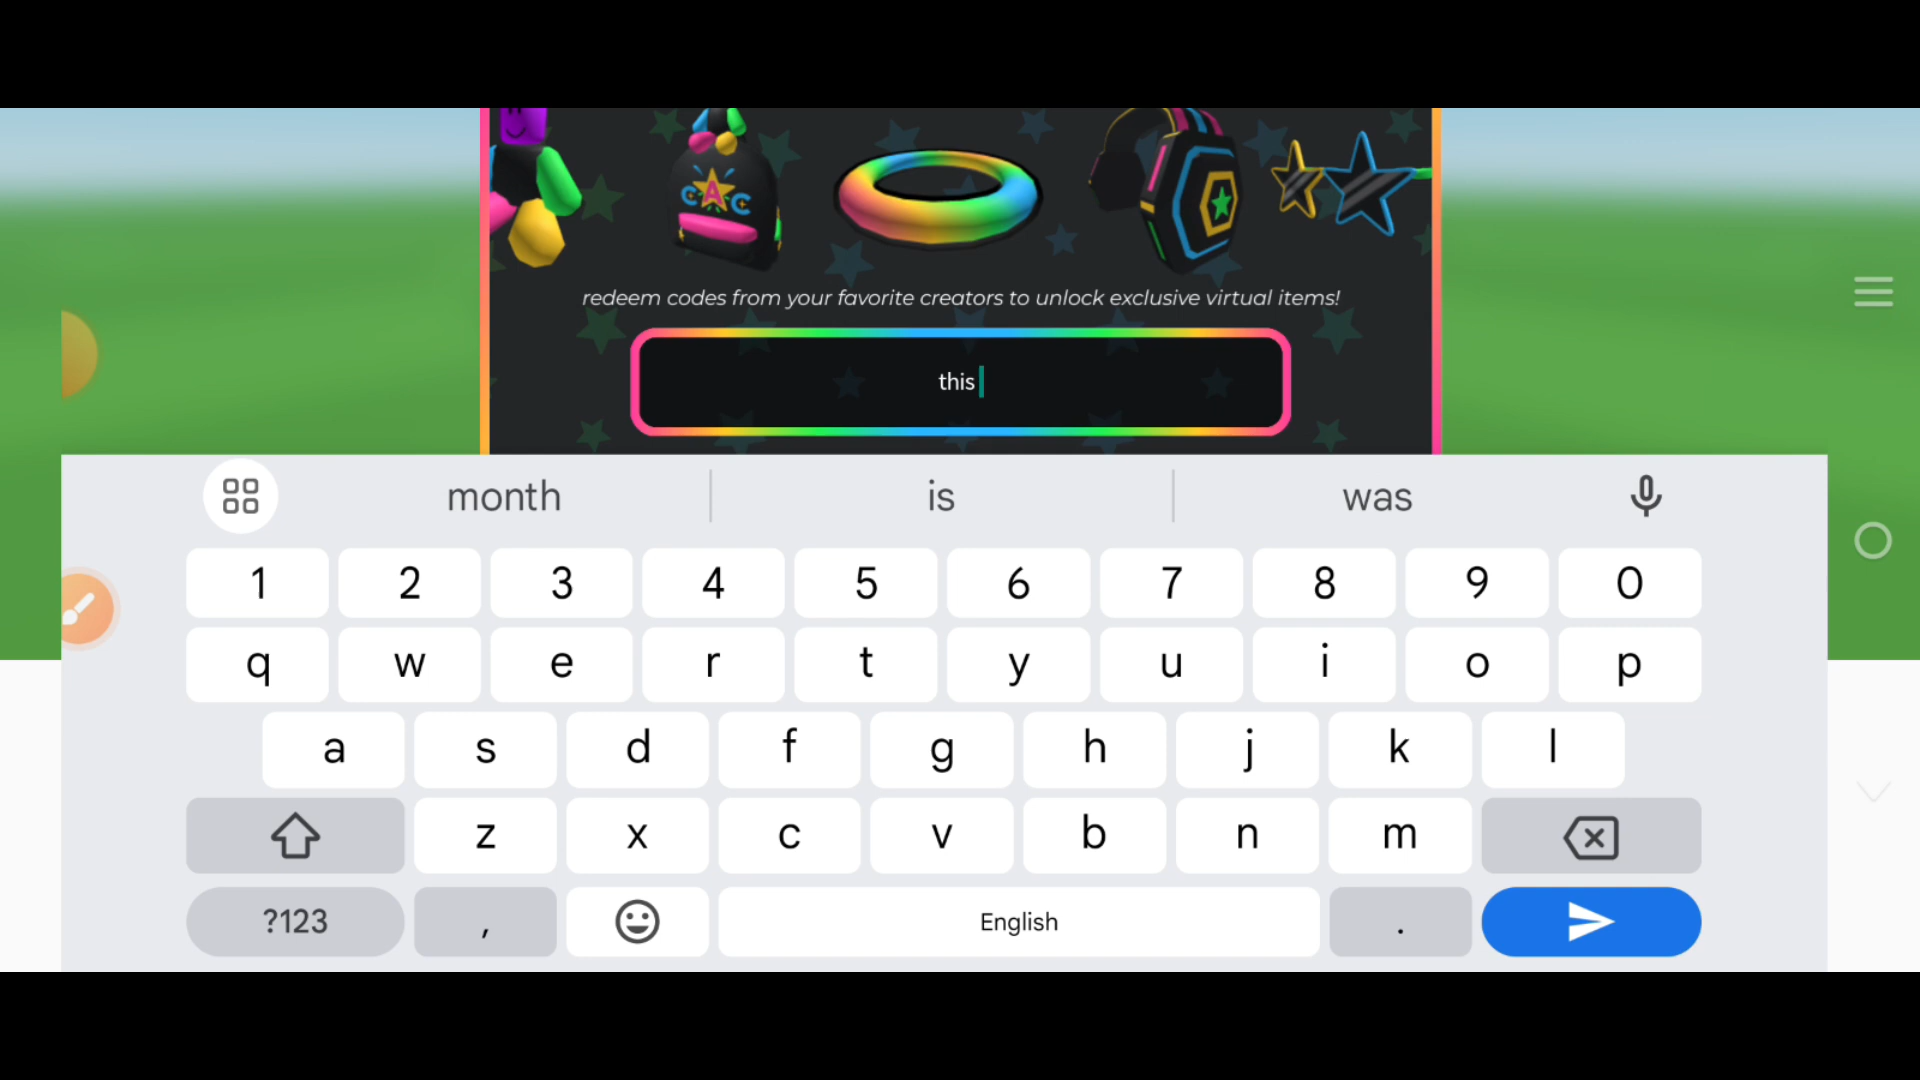 CAC
redeem codes from your favorite creators to unlock exclusive virtual items!
this
month is was
1 2 3 4 5 6 7 8 9 0
q w e r t y u i o p
a s d f g h j k l
z x c v b n m
?123 , English .